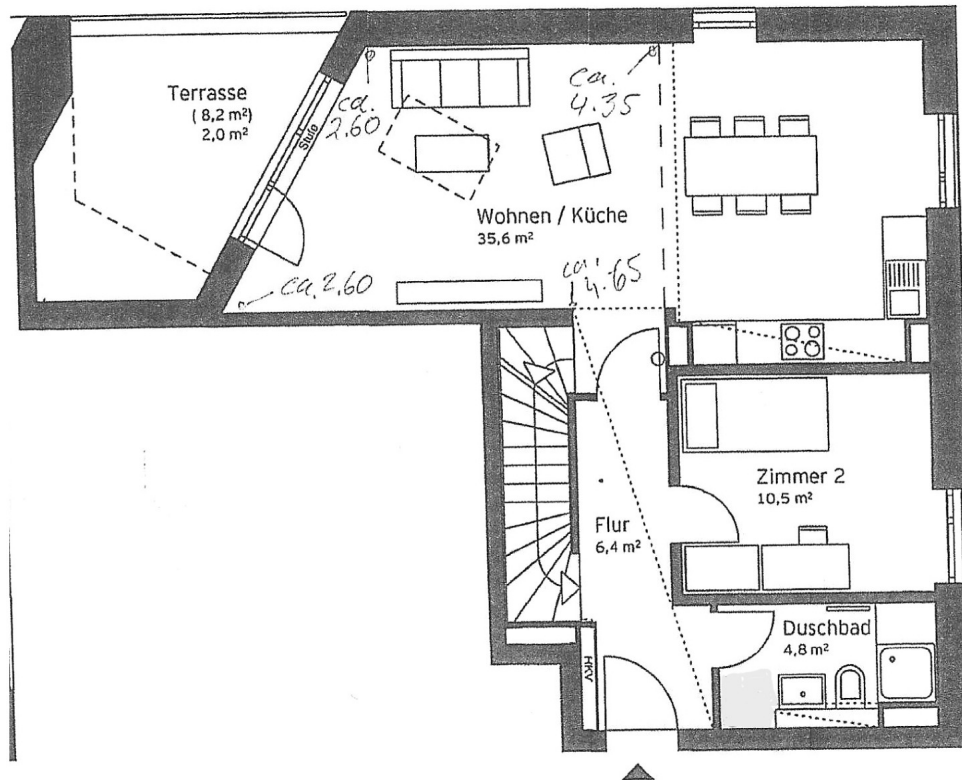 Terrasse
( 8,2 m²)
2,0 m²
Stufe
ca.
2.60
ca.
4.35
Wohnen / Küche
35,6 m²
ca. 2.60
ca.
4.65
Zimmer 2
10,5 m²
Flur
6,4 m²
Duschbad
4,8 m²
HKV